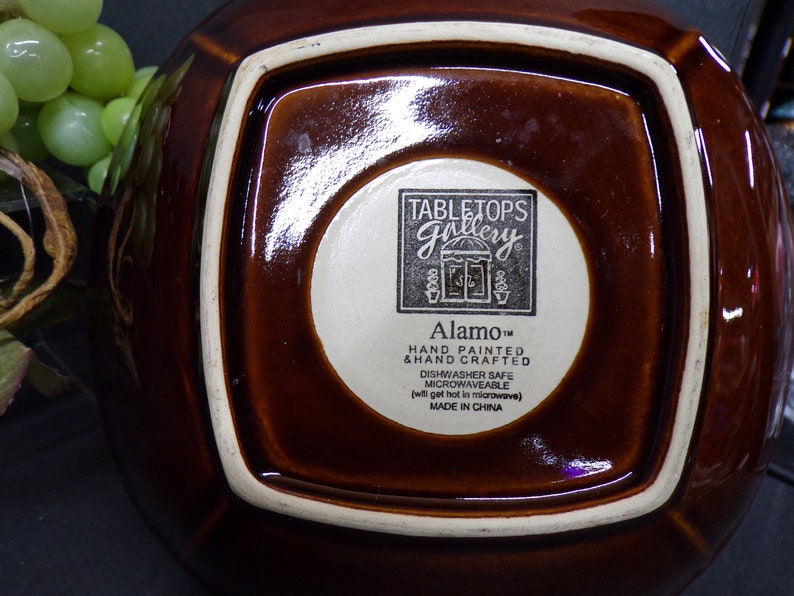 TABLETOPS
gallery®
Alamo™
HAND PAINTED
& HAND CRAFTED
DISHWASHER SAFE
MICROWAVEABLE
(will get hot in microwave)
MADE IN CHINA